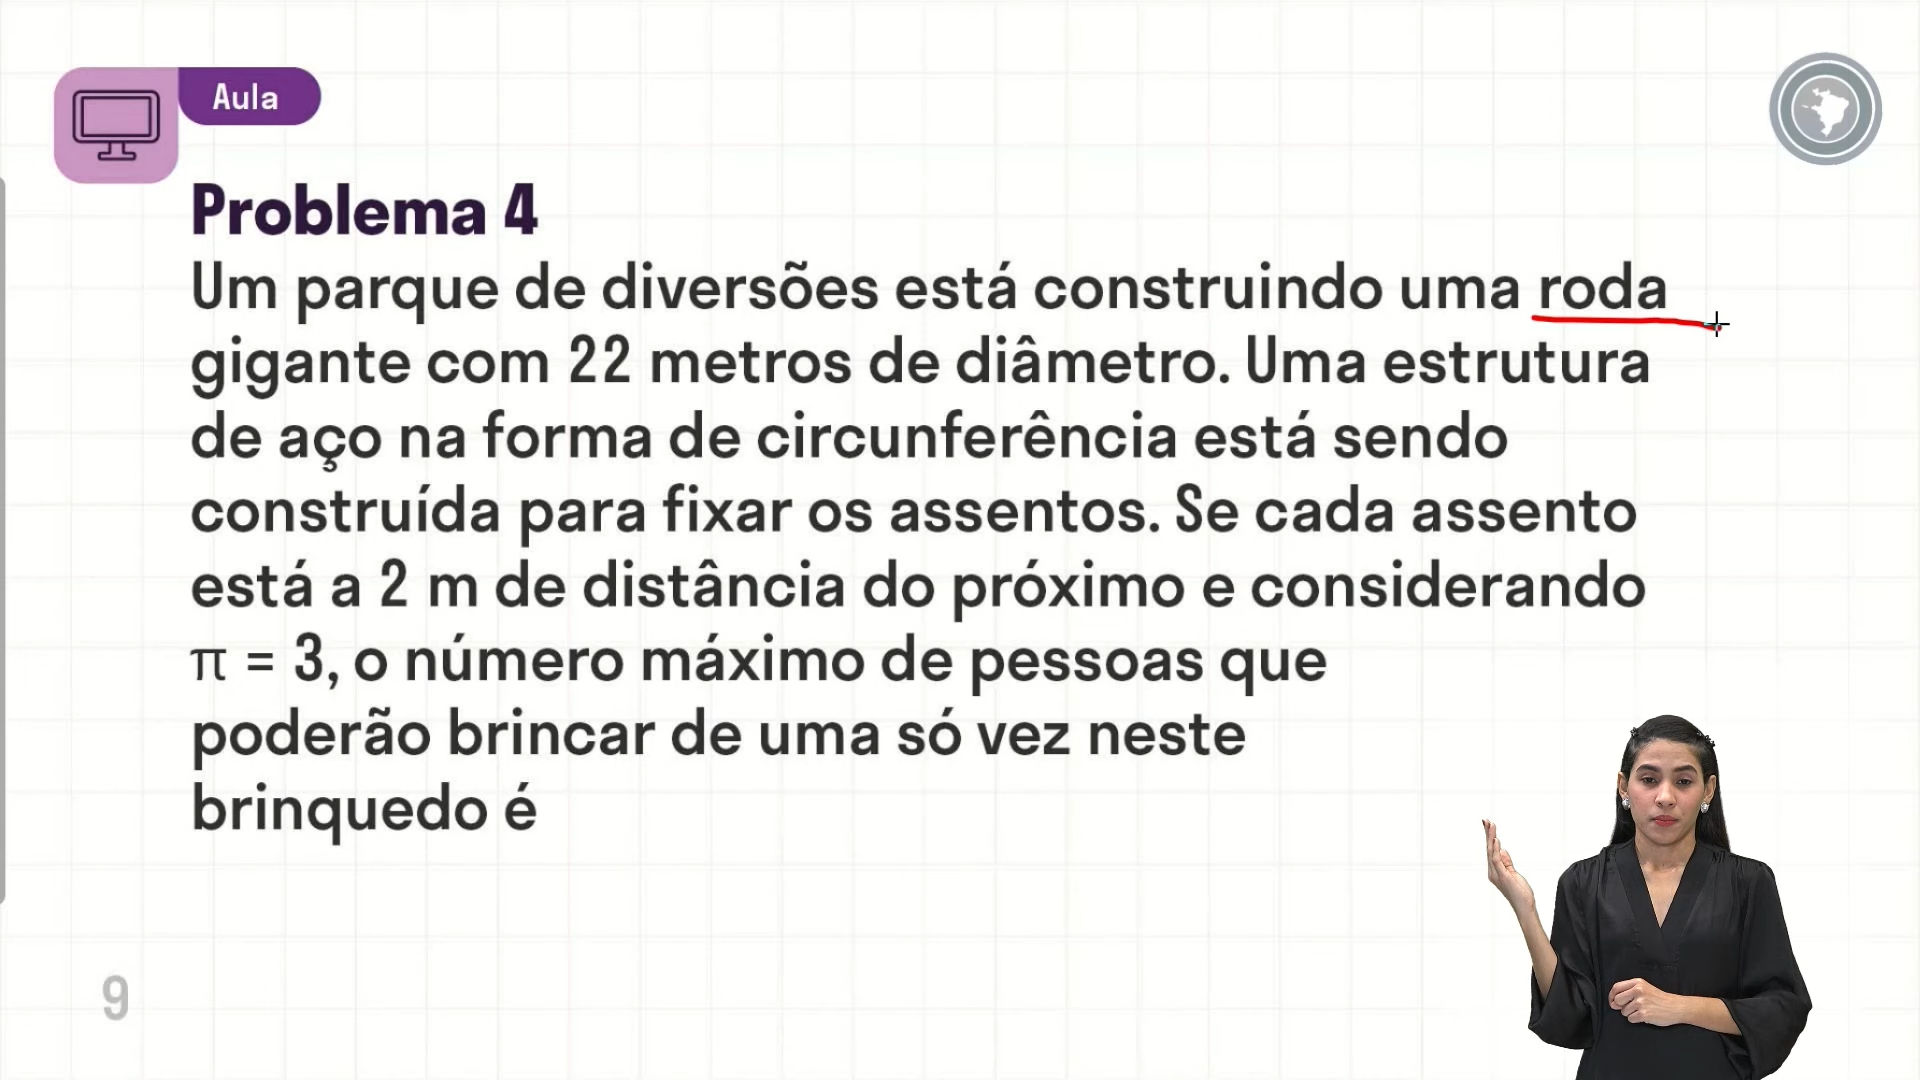 Aula
Problema 4
Um parque de diversões está construindo uma roda
gigante com 22 metros de diâmetro. Uma estrutura
de aço na forma de circunferência está sendo
construída para fixar os assentos. Se cada assento
está a 2 m de distância do próximo e considerando
π = 3, o número máximo de pessoas que
poderão brincar de uma só vez neste
brinquedo é
9